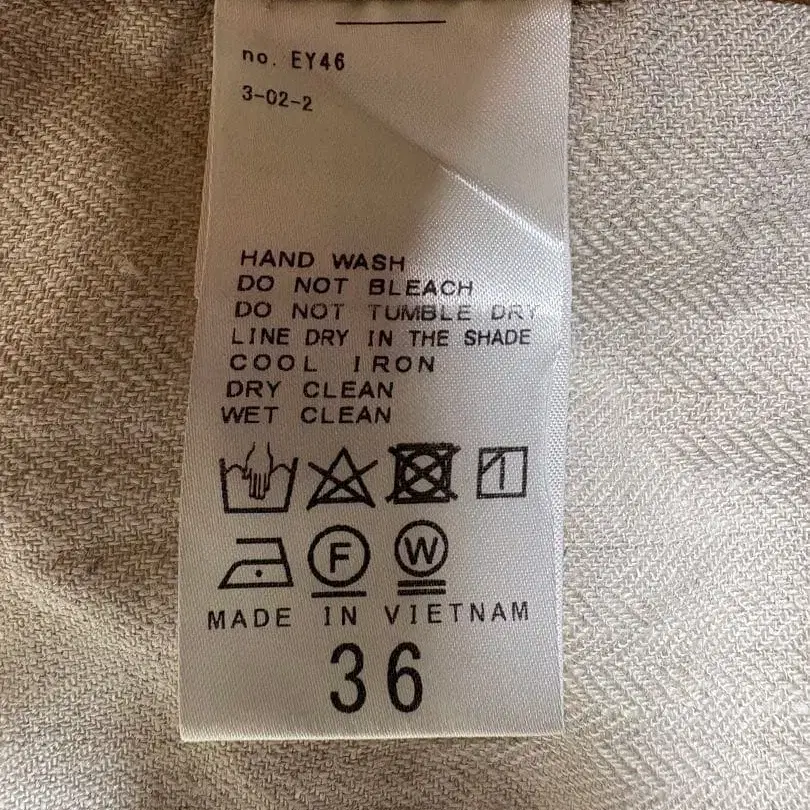 no. EY46
3-02-2
HAND WASH
DO NOT BLEACH
DO NOT TUMBLE DRY
LINE DRY IN THE SHADE
COOL IRON
DRY CLEAN
WET CLEAN
F W
MADE IN VIETNAM
36